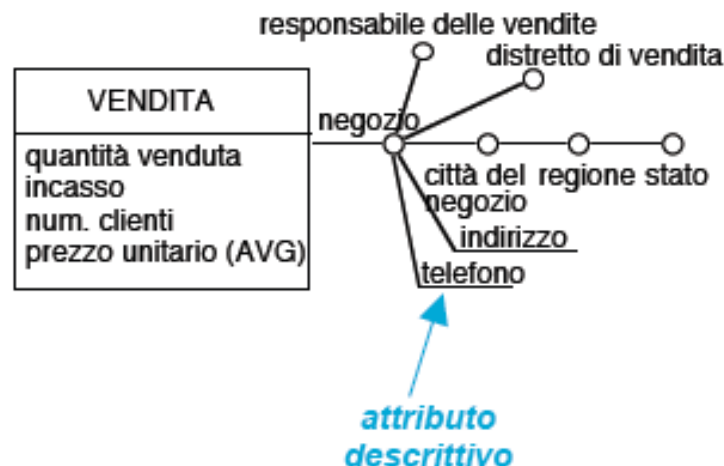 responsabile delle vendite
distretto di vendita
VENDITA
negozio
quantità venduta
incasso
num. clienti
prezzo unitario (AVG)
città del regione stato
negozio
indirizzo
telefono
attributo
descrittivo